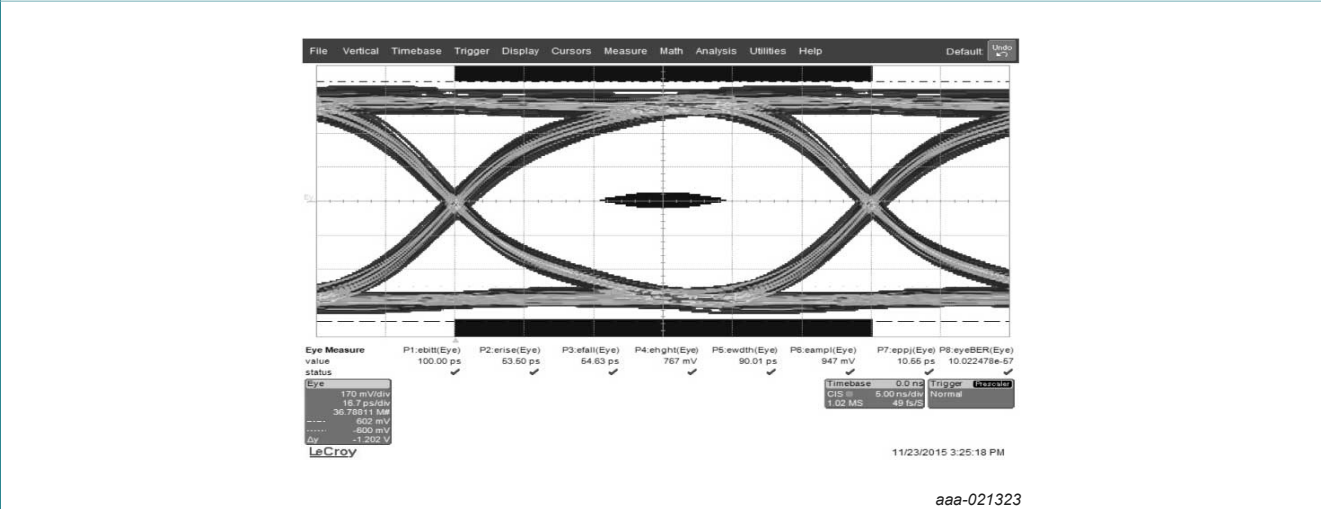 File Vertical Timebase Trigger Display Cursors Measure Math Analysis Utilities Help Default Undo
Eye Measure P1:ebitt(Eye) P2:erise(Eye) P3:efall(Eye) P4:ehght(Eye) P5:ewdth(Eye) P6:eampl(Eye) P7:eppj(Eye) P8:eyeBER(Eye)
value 100.00 ps 53.50 ps 54.63 ps 767 mV 90.01 ps 947 mV 10.55 ps 10.022478e-57
status
Eye Timebase 0.0 ns Trigger Prescaler
170 mV/div CIS 5.00 ns/div Normal
16.7 ps/div 1.02 MS 49 fs/S
36.78811 M#
602 mV
-600 mV
Δy -1.202 V
LeCroy 11/23/2015 3:25:18 PM
aaa-021323